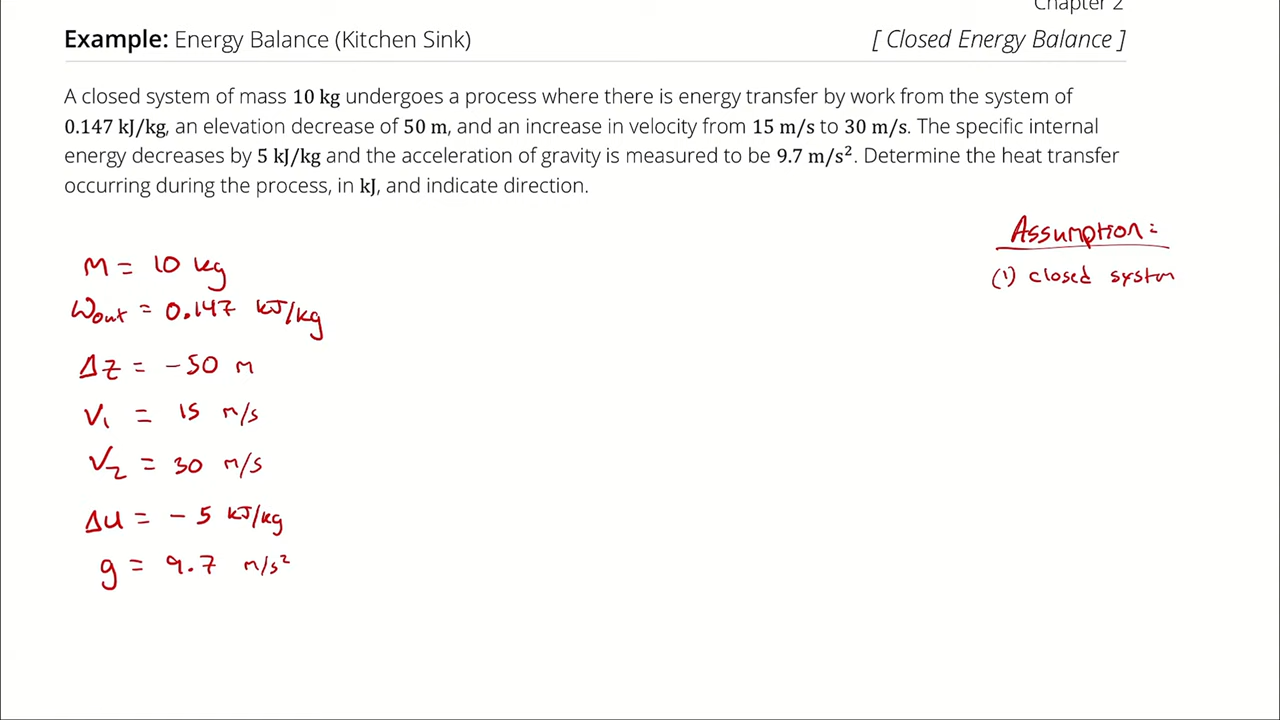 Chapter 2
Example: Energy Balance (Kitchen Sink)
[ Closed Energy Balance ]
A closed system of mass 10 kg undergoes a process where there is energy transfer by work from the system of
0.147 kJ/kg, an elevation decrease of 50 m, and an increase in velocity from 15 m/s to 30 m/s. The specific internal
energy decreases by 5 kJ/kg and the acceleration of gravity is measured to be 9.7 m/s². Determine the heat transfer
occurring during the process, in kJ, and indicate direction.
Assumption:
(1) closed system
m = 10 kg
Wout = 0.147 kJ/kg
Δz = -50 m
V₁ = 15 m/s
V₂ = 30 m/s
Δu = -5 kJ/kg
g = 9.7 m/s²